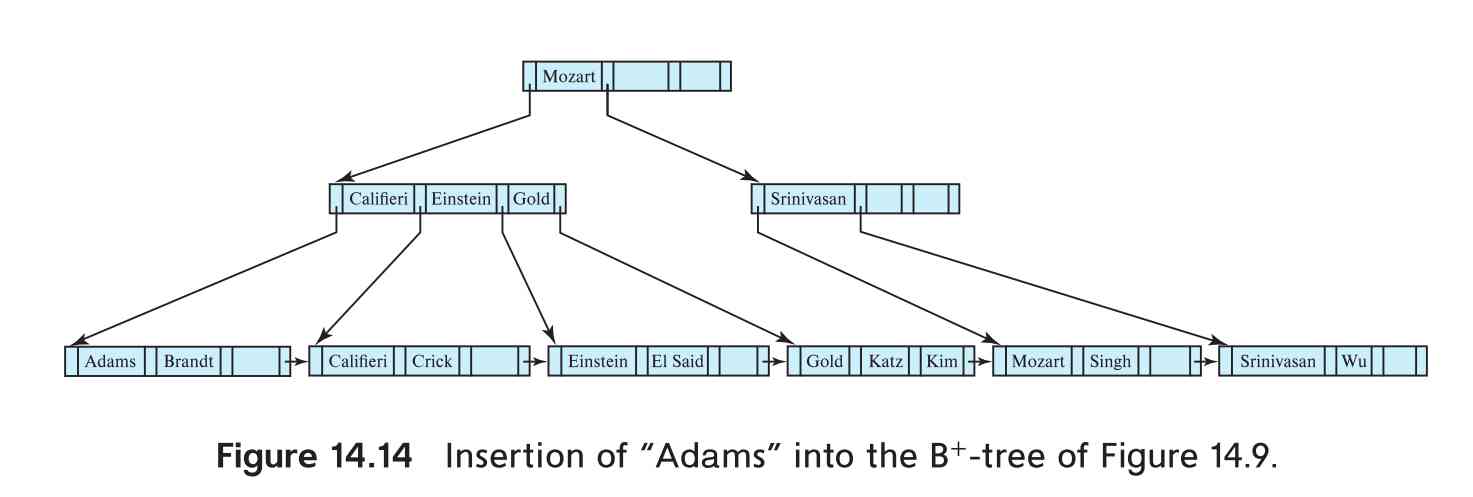 Mozart
Califieri Einstein Gold Srinivasan
Adams Brandt Califieri Crick Einstein El Said Gold Katz Kim Mozart Singh Srinivasan Wu
Figure 14.14 Insertion of “Adams” into the B⁺-tree of Figure 14.9.